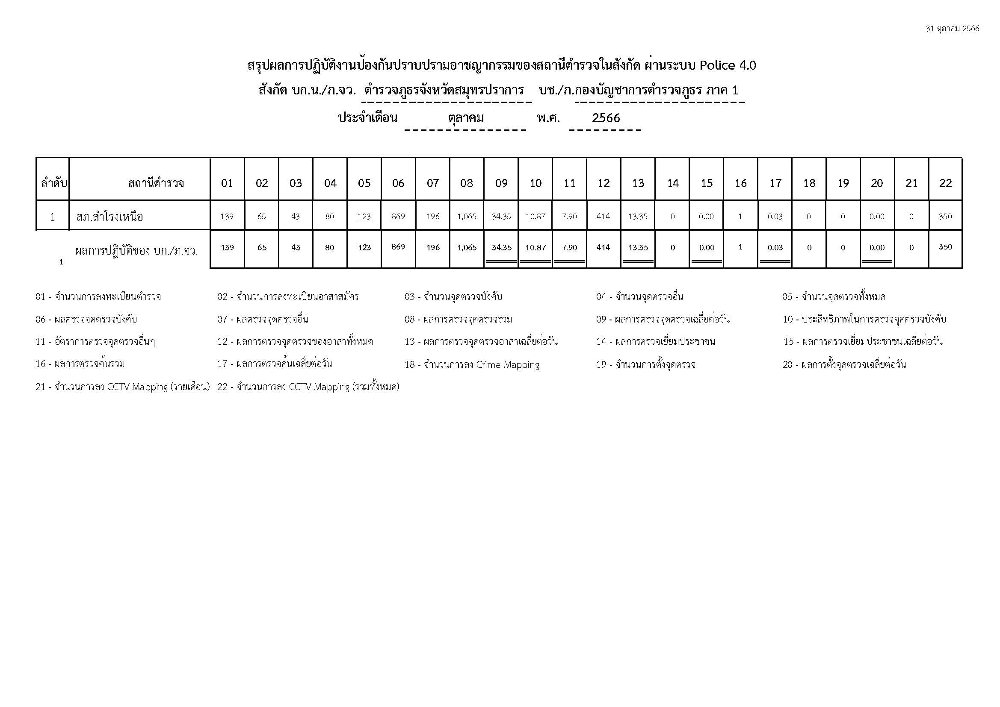 31 ตุลาคม 2566
สรุปผลการปฏิบัติงานป้องกันปราบปรามอาชญากรรมของสถานีตำรวจในสังกัด ผ่านระบบ Police 4.0
สังกัด บก.น./ภ.จว. ตำรวจภูธรจังหวัดสมุทรปราการ บช./ภ.กองบัญชาการตำรวจภูธร ภาค 1
ประจำเดือน ตุลาคม พ.ศ. 2566
ลำดับ สถานีตำรวจ 01 02 03 04 05 06 07 08 09 10 11 12 13 14 15 16 17 18 19 20 21 22
1 สภ.สำโรงเหนือ 139 65 43 80 123 869 196 1,065 34.35 10.87 7.90 414 13.35 0 0.00 1 0.03 0 0 0.00 0 350
ผลการปฏิบัติของ บก./ภ.จว. 139 65 43 80 123 869 196 1,065 34.35 10.87 7.90 414 13.35 0 0.00 1 0.03 0 0 0.00 0 350
1
01 - จำนวนการลงทะเบียนตำรวจ 02 - จำนวนการลงทะเบียนอาสาสมัคร 03 - จำนวนจุดตรวจบังคับ 04 - จำนวนจุดตรวจอื่น 05 - จำนวนจุดตรวจทั้งหมด
06 - ผลตรวจจดตรวจบังคับ 07 - ผลตรวจจุดตรวจอื่น 08 - ผลการตรวจจุดตรวจรวม 09 - ผลการตรวจจุดตรวจเฉลี่ยต่อวัน 10 - ประสิทธิภาพในการตรวจจุดตรวจบังคับ
11 - อัตราการตรวจจุดตรวจอื่นๆ 12 - ผลการตรวจจุดตรวจของอาสาทั้งหมด 13 - ผลการตรวจจุดตรวจอาสาเฉลี่ยต่อวัน 14 - ผลการตรวจเยี่ยมประชาชน 15 - ผลการตรวจเยี่ยมประชาชนเฉลี่ยต่อวัน
16 - ผลการตรวจค้นรวม 17 - ผลการตรวจค้นเฉลี่ยต่อวัน 18 - จำนวนการลง Crime Mapping 19 - จำนวนการตั้งจุดตรวจ 20 - ผลการตั้งจุดตรวจเฉลี่ยต่อวัน
21 - จำนวนการลง CCTV Mapping (รายเดือน) 22 - จำนวนการลง CCTV Mapping (รวมทั้งหมด)